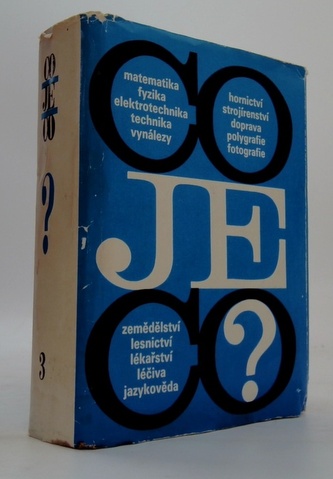 CO
JE
CO
?
3
CO
matematika
fyzika
elektrotechnika
technika
vynálezy
hornictví
strojírenství
doprava
polygrafie
fotografie
JE
CO?
zemědělství
lesnictví
lékařství
léčiva
jazykověda